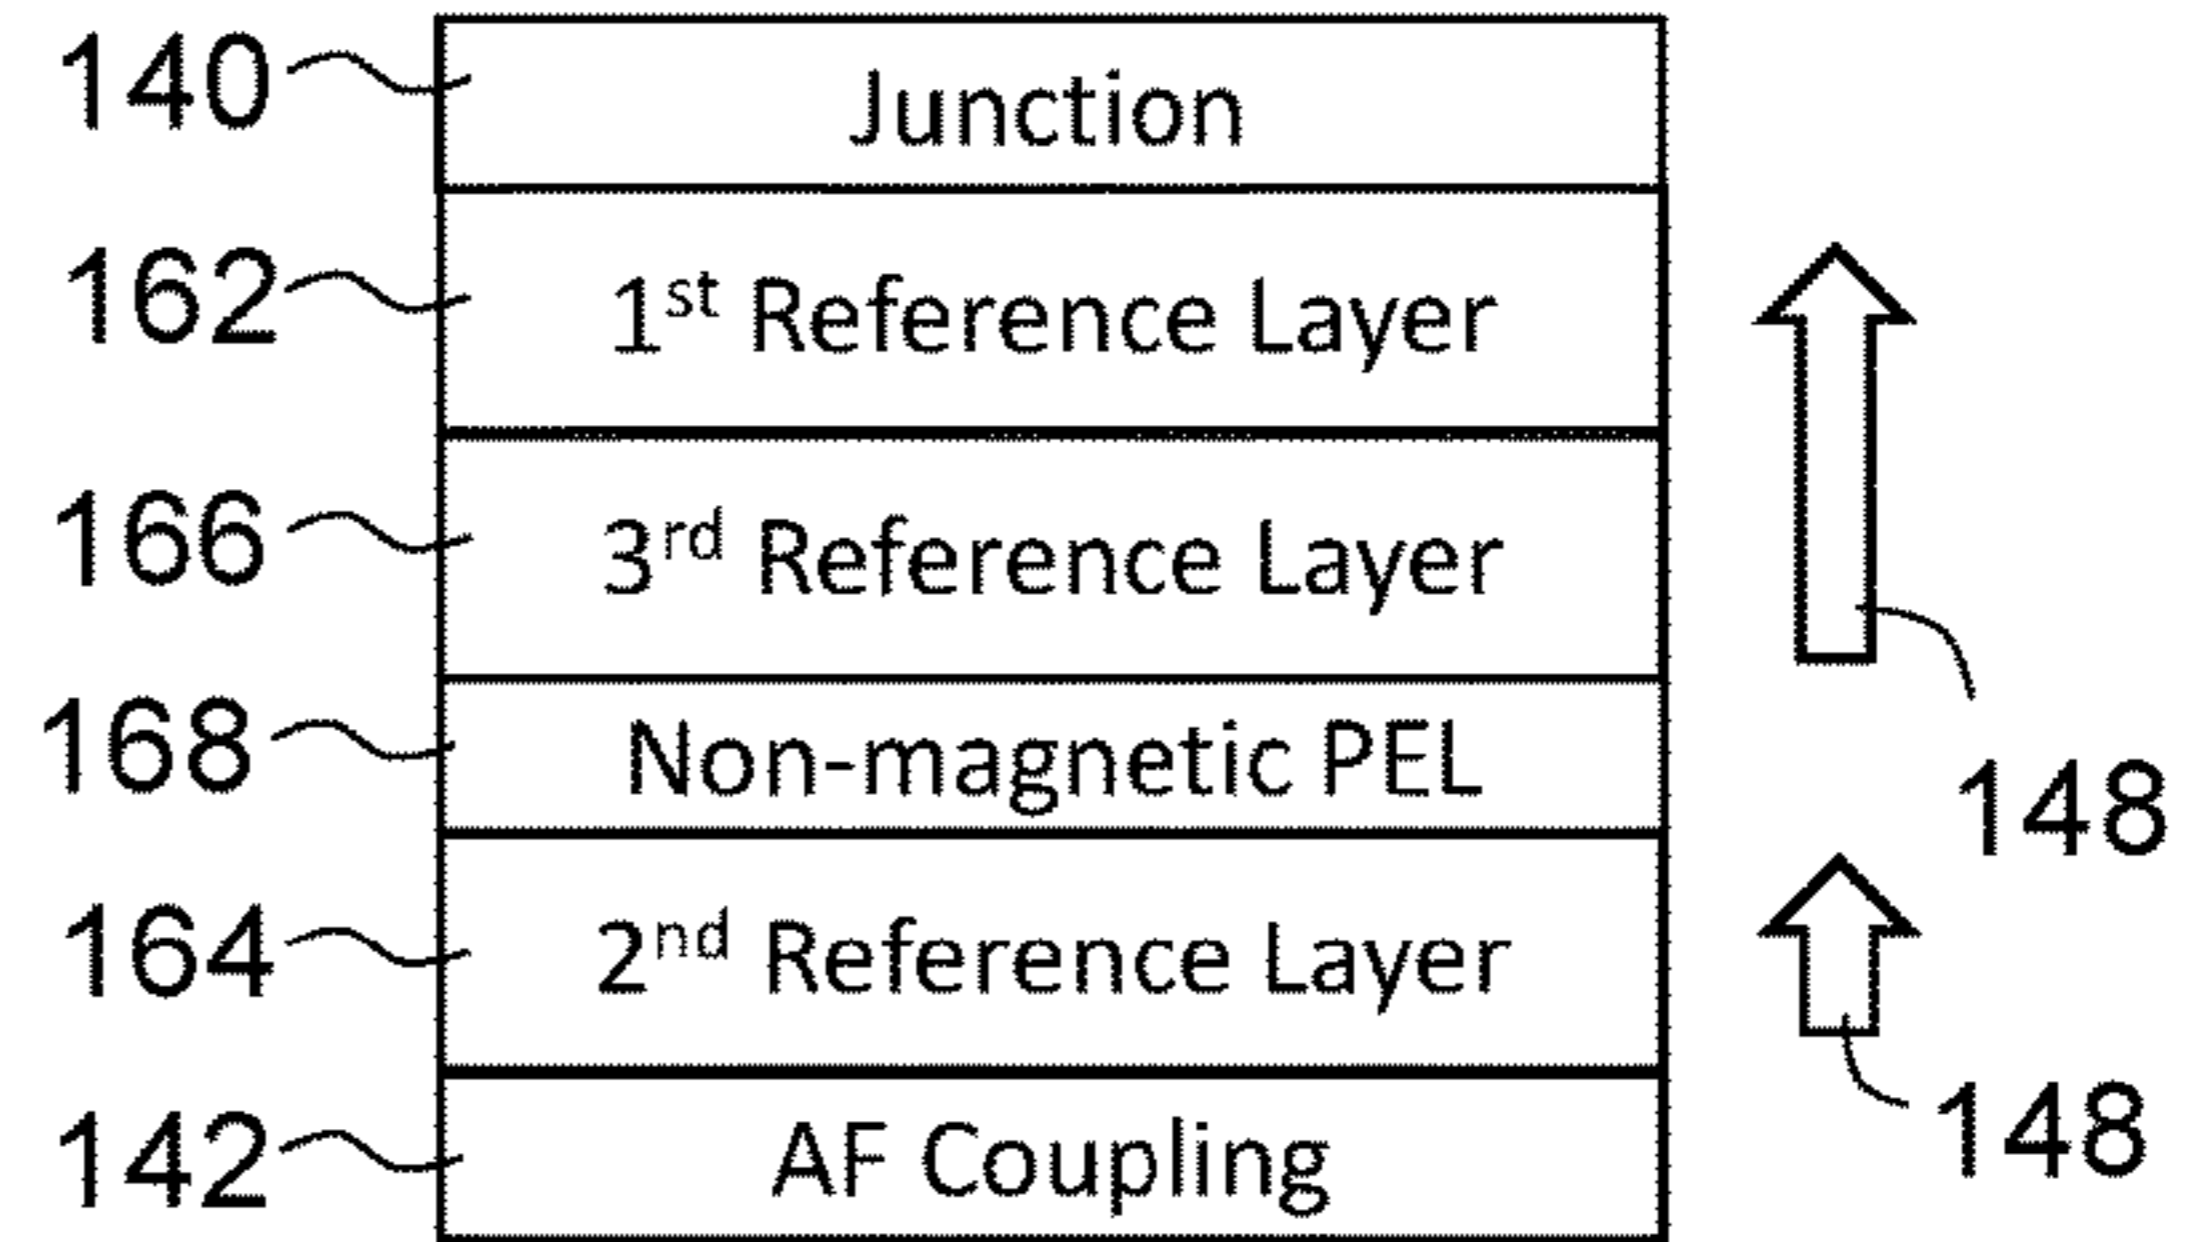 140 Junction
162 1st Reference Layer
166 3rd Reference Layer
168 Non-magnetic PEL
148
164 2nd Reference Layer
148
142 AF Coupling